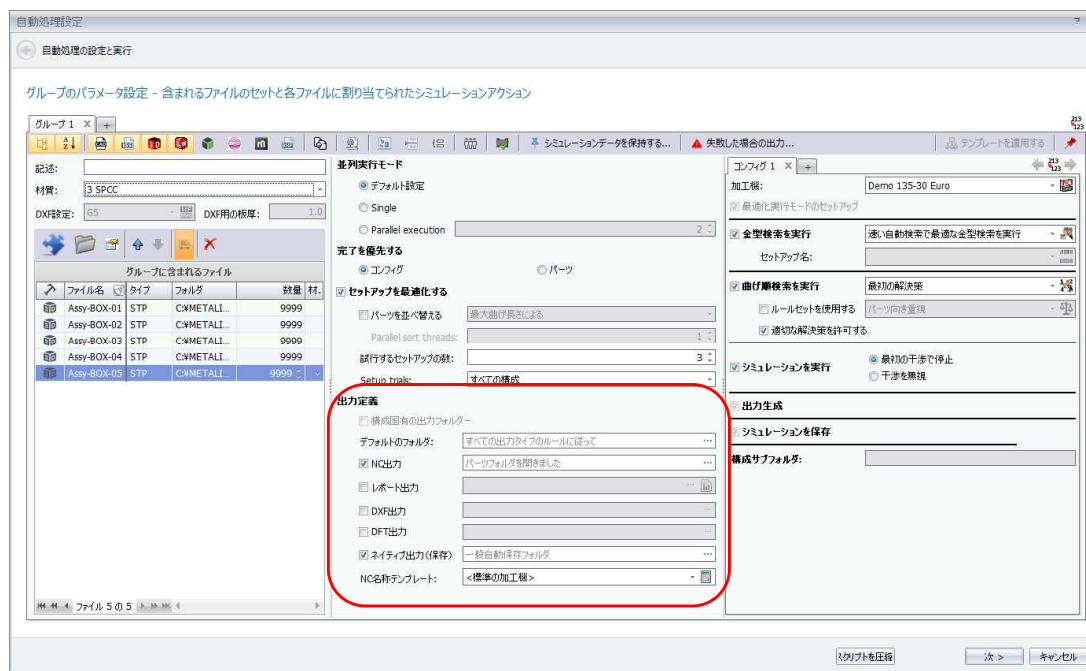 自動処理設定
?
自動処理の設定と実行
グループのパラメータ設定 - 含まれるファイルのセットと各ファイルに割り当てられたシミュレーションアクション
グループ 1 X +
213
123
シミュレーションデータを保持する...
失敗した場合の出力...
テンプレートを適用する
記述:
材質: 3 SPCC
DXF設定: G5 DXF用の板厚: 1.0
グループに含まれるファイル
ファイル名 タイプ フォルダ 数量 材.
Assy-BOX-01 STP C:¥METALI... 9999
Assy-BOX-02 STP C:¥METALI... 9999
Assy-BOX-03 STP C:¥METALI... 9999
Assy-BOX-04 STP C:¥METALI... 9999
Assy-BOX-05 STP C:¥METALI... 9999
ファイル 5 の 5
並列実行モード
デフォルト設定
Single
Parallel execution 2
完了を優先する
コンフィグ パーツ
セットアップを最適化する
パーツを並べ替える 最大曲げ長さによる
Parallel sort threads: 1
試行するセットアップの数: 3
Setup trials: すべての構成
出力定義
構成固有の出力フォルダー
デフォルトのフォルダ: すべての出力タイプのルールに従って ...
NC出力 パーツフォルダを開きました ...
レポート出力 ...
DXF出力 ...
DFT出力 ...
ネイティブ出力(保存) 一般自動保存フォルダ ...
NC名称テンプレート: <標準の加工機>
コンフィグ 1 X +
213
123
加工機: Demo 135-30 Euro
最適化実行モードのセットアップ
金型検索を実行 速い自動検索で最適な金型検索を実行
セットアップ名:
曲げ順検索を実行 最初の解決策
ルールセットを使用する パーツ向き重視
適切な解決策を許可する
シミュレーションを実行 最初の干渉で停止
干渉を無視
出力生成
シミュレーションを保存
構成サブフォルダ:
スクリプトを圧縮
次 >
キャンセル